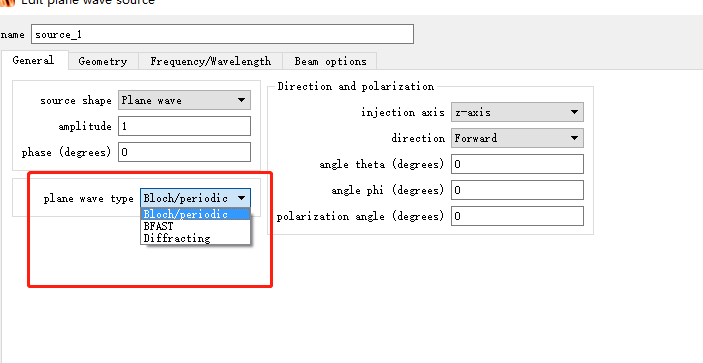 Edit plane wave source
name source_1
General Geometry Frequency/Wavelength Beam options
source shape Plane wave
amplitude 1
phase (degrees) 0
plane wave type Bloch/periodic
Bloch/periodic
BFAST
Diffracting
Direction and polarization
injection axis z-axis
direction Forward
angle theta (degrees) 0
angle phi (degrees) 0
polarization angle (degrees) 0